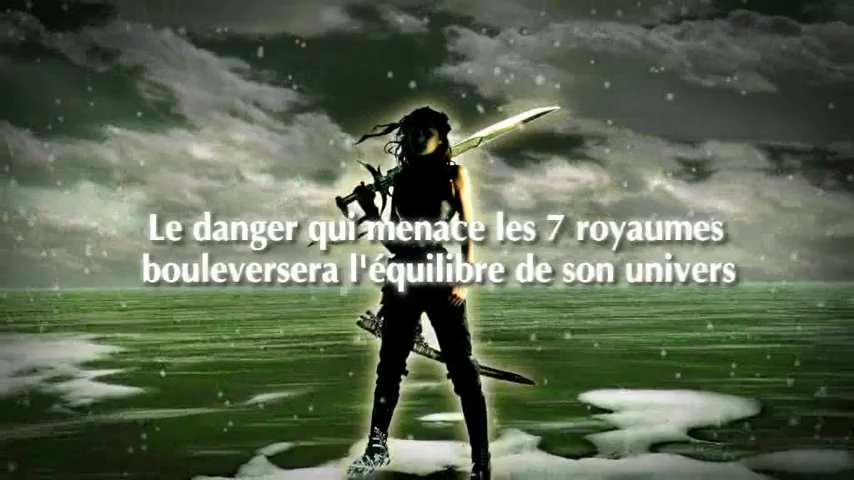 Le danger qui menace les 7 royaumes
bouleversera l'équilibre de son univers